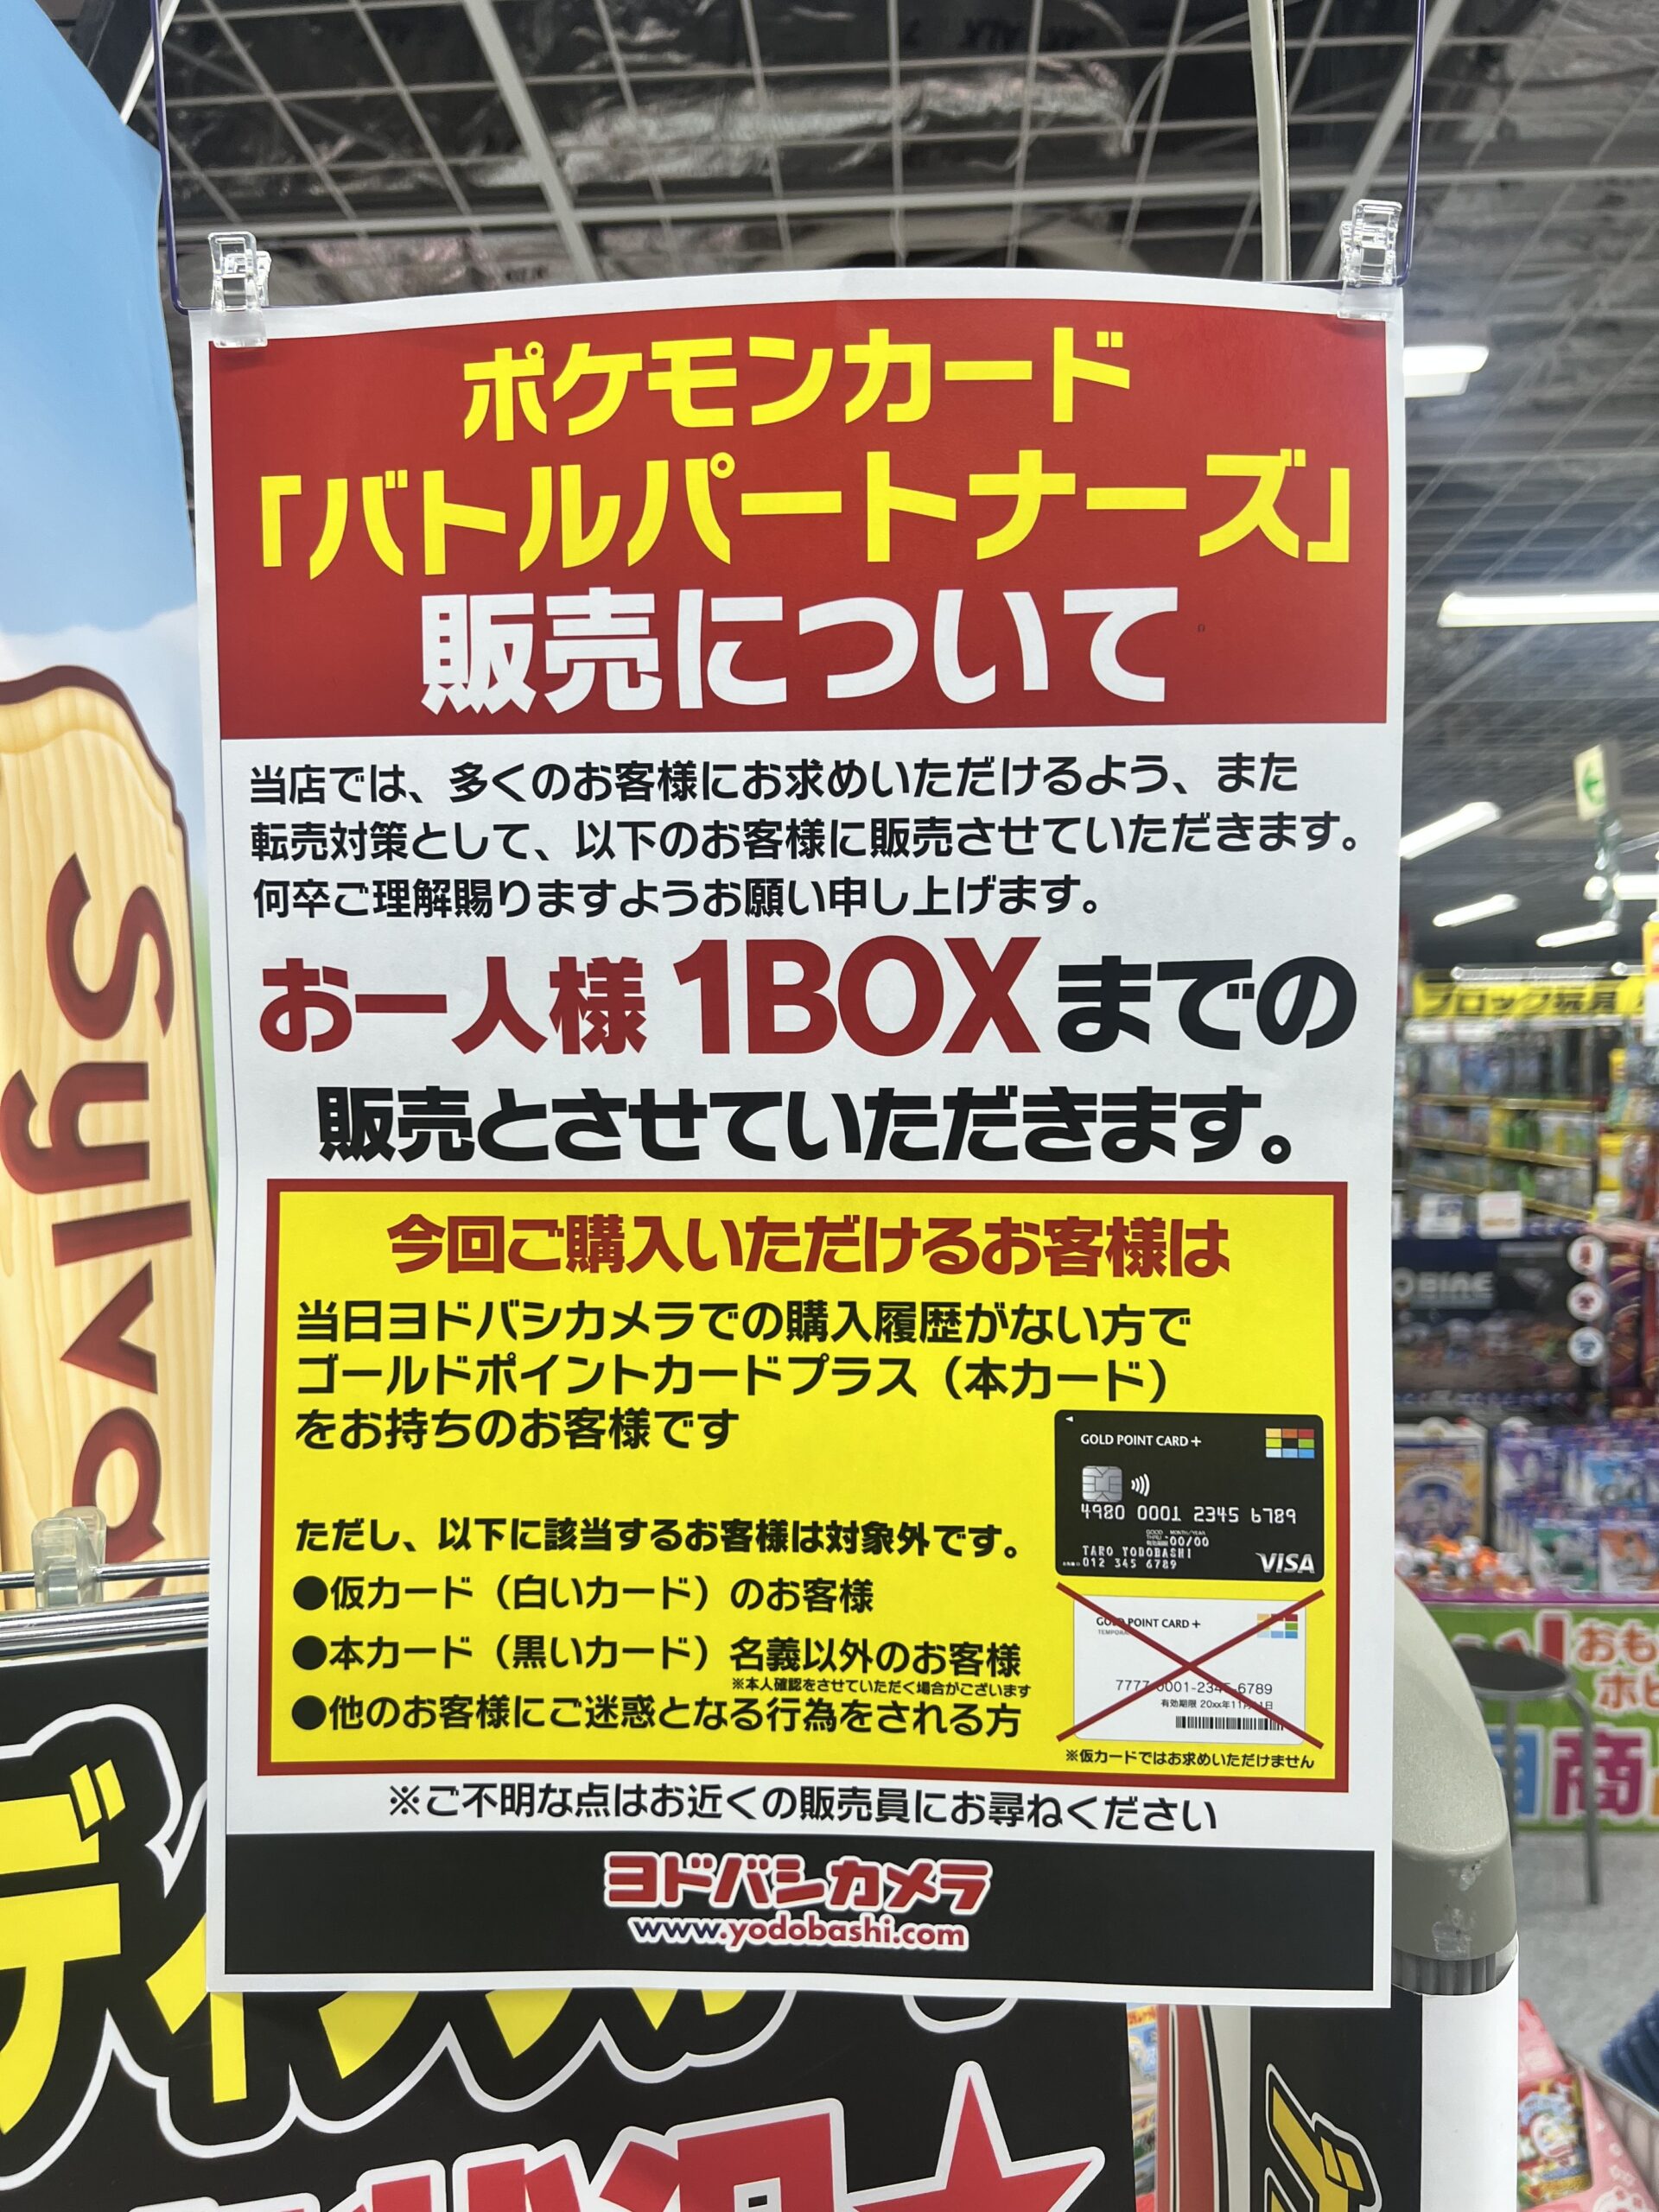 ポケモンカード
「バトルパートナーズ」
販売について
当店では、多くのお客様にお求めいただけるよう、また
転売対策として、以下のお客様に販売させていただきます。
何卒ご理解賜りますようお願い申し上げます。
お一人様 1BOXまでの
販売とさせていただきます。
今回ご購入いただけるお客様は
当日ヨドバシカメラでの購入履歴がない方で
ゴールドポイントカードプラス（本カード）
をお持ちのお客様です
GOLD POINT CARD +
4980 0001 2345 6789
00/00
TARO YODOBASHI
012 345 6789
VISA
ただし、以下に該当するお客様は対象外です。
●仮カード（白いカード）のお客様
●本カード（黒いカード）名義以外のお客様
※本人確認をさせていただく場合がございます
●他のお客様にご迷惑となる行為をされる方
GOLD POINT CARD +
7777-0001-2345-6789
※仮カードではお求めいただけません
※ご不明な点はお近くの販売員にお尋ねください
ヨドバシカメラ
www.yodobashi.com
Sylva
ブロック玩具